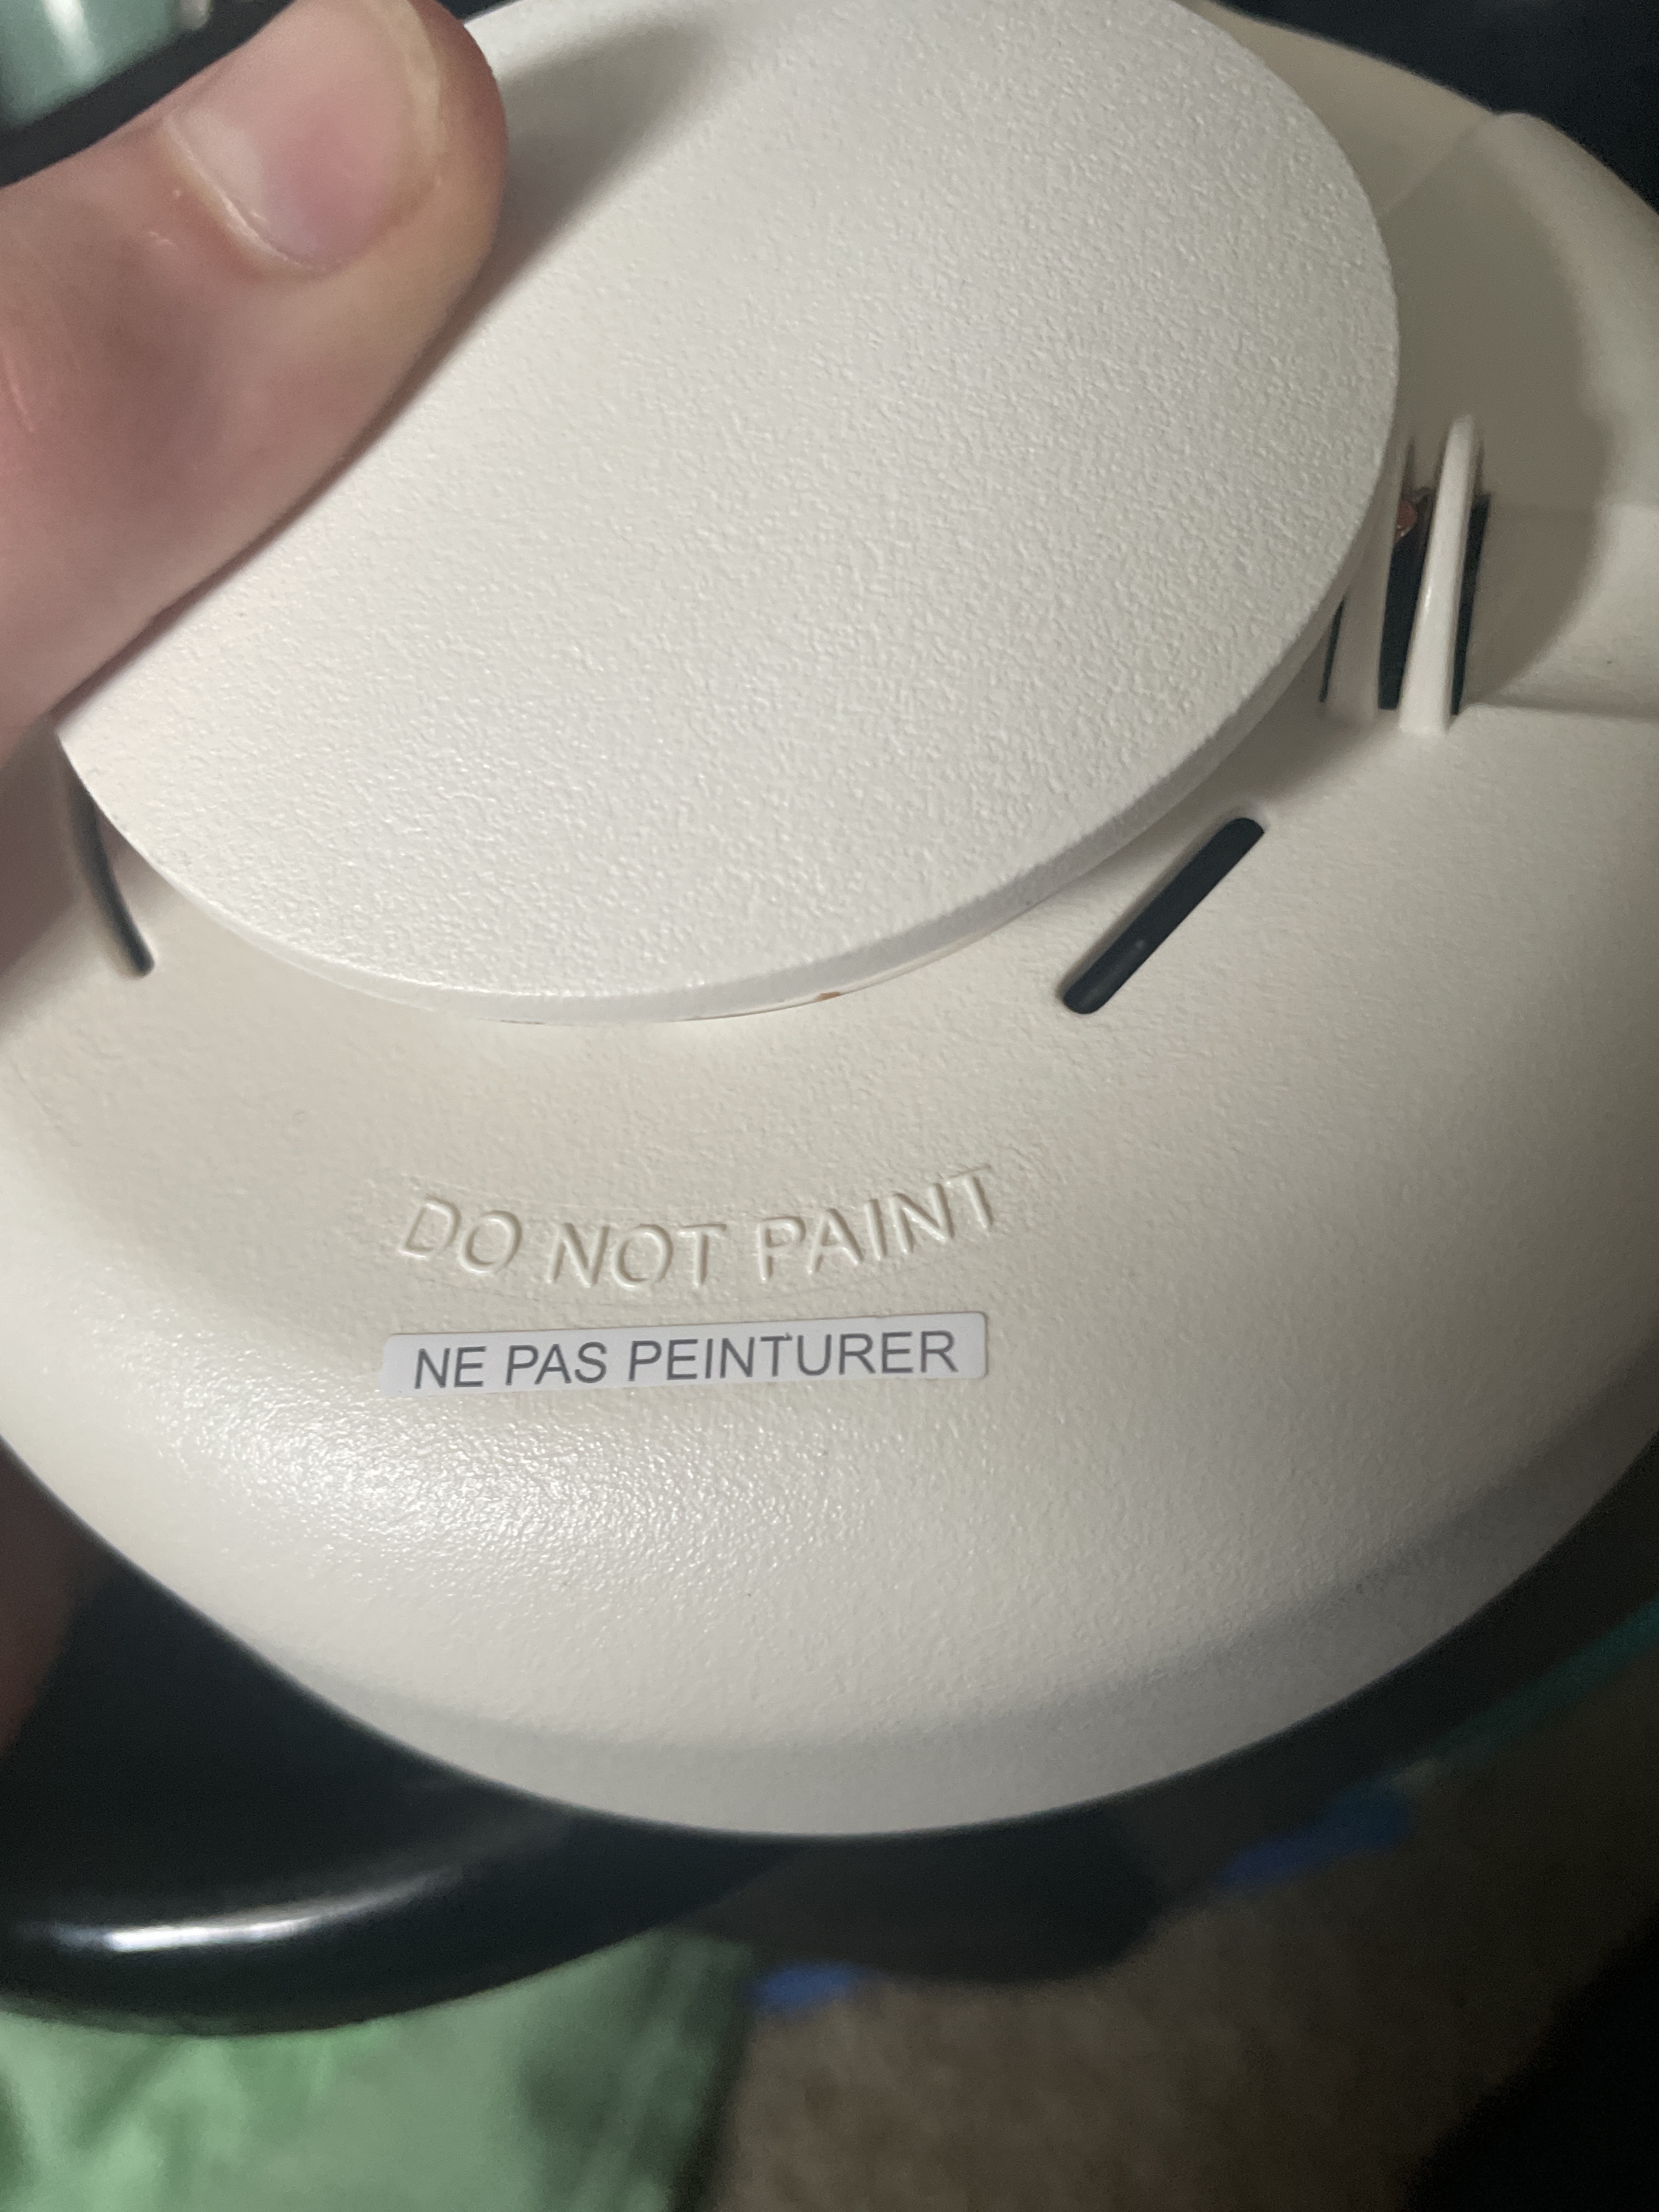 DO NOT PAINT
NE PAS PEINTURER